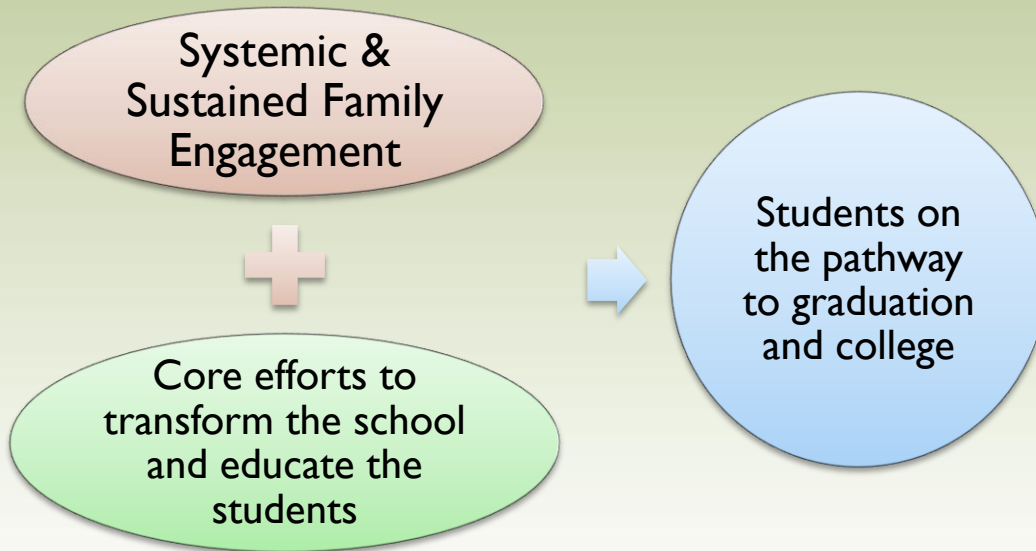 Systemic &
Sustained Family
Engagement
Core efforts to
transform the school
and educate the
students
Students on
the pathway
to graduation
and college